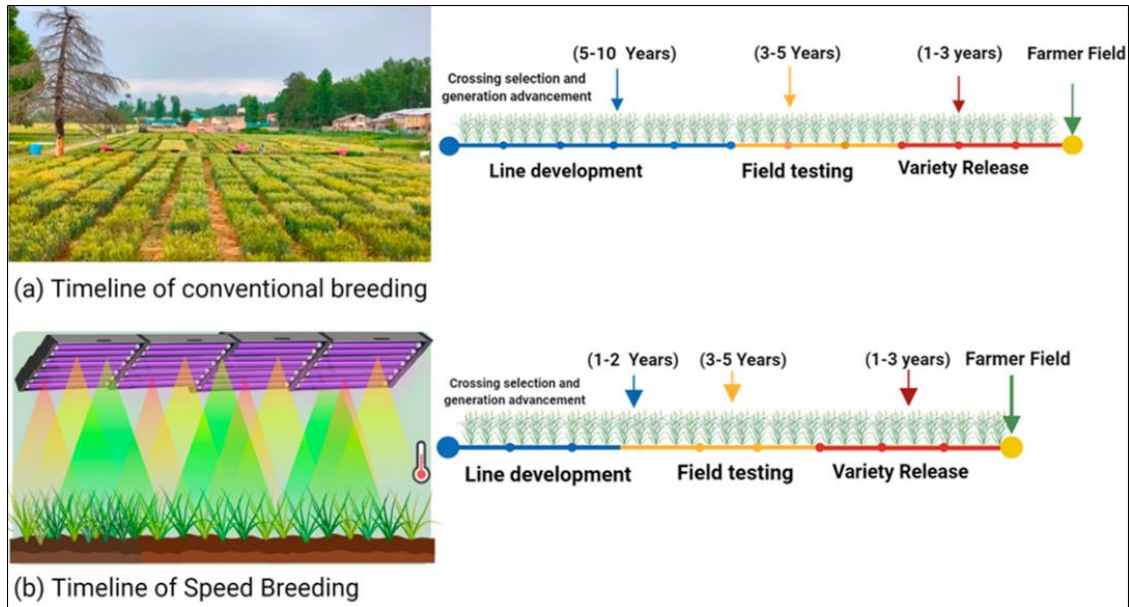 (5-10 Years)
(3-5 Years)
(1-3 years)
Farmer Field
Crossing selection and
generation advancement
Line development
Field testing
Variety Release
(a) Timeline of conventional breeding
(1-2 Years)
(3-5 Years)
(1-3 years)
Farmer Field
Crossing selection and
generation advancement
Line development
Field testing
Variety Release
(b) Timeline of Speed Breeding